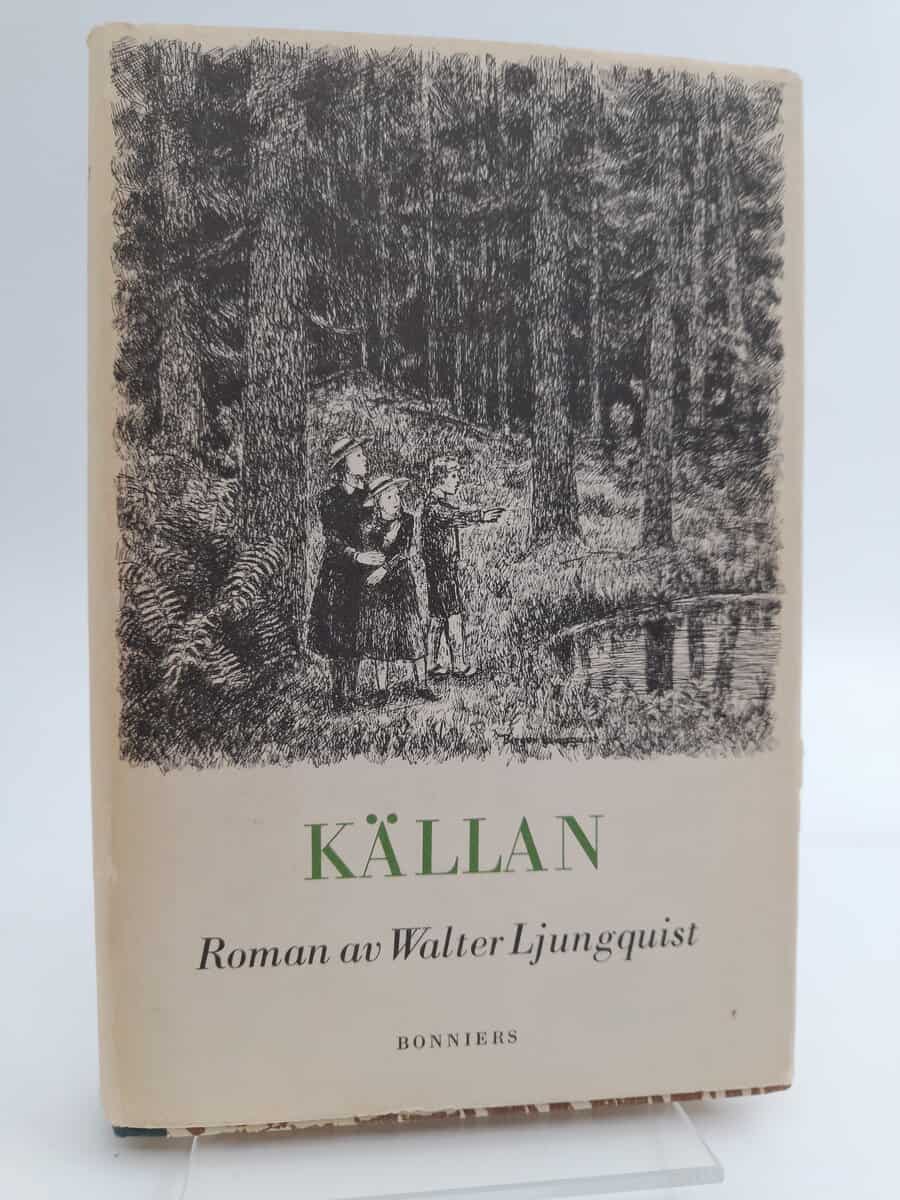 KÄLLAN
Roman av Walter Ljungquist
BONNIERS